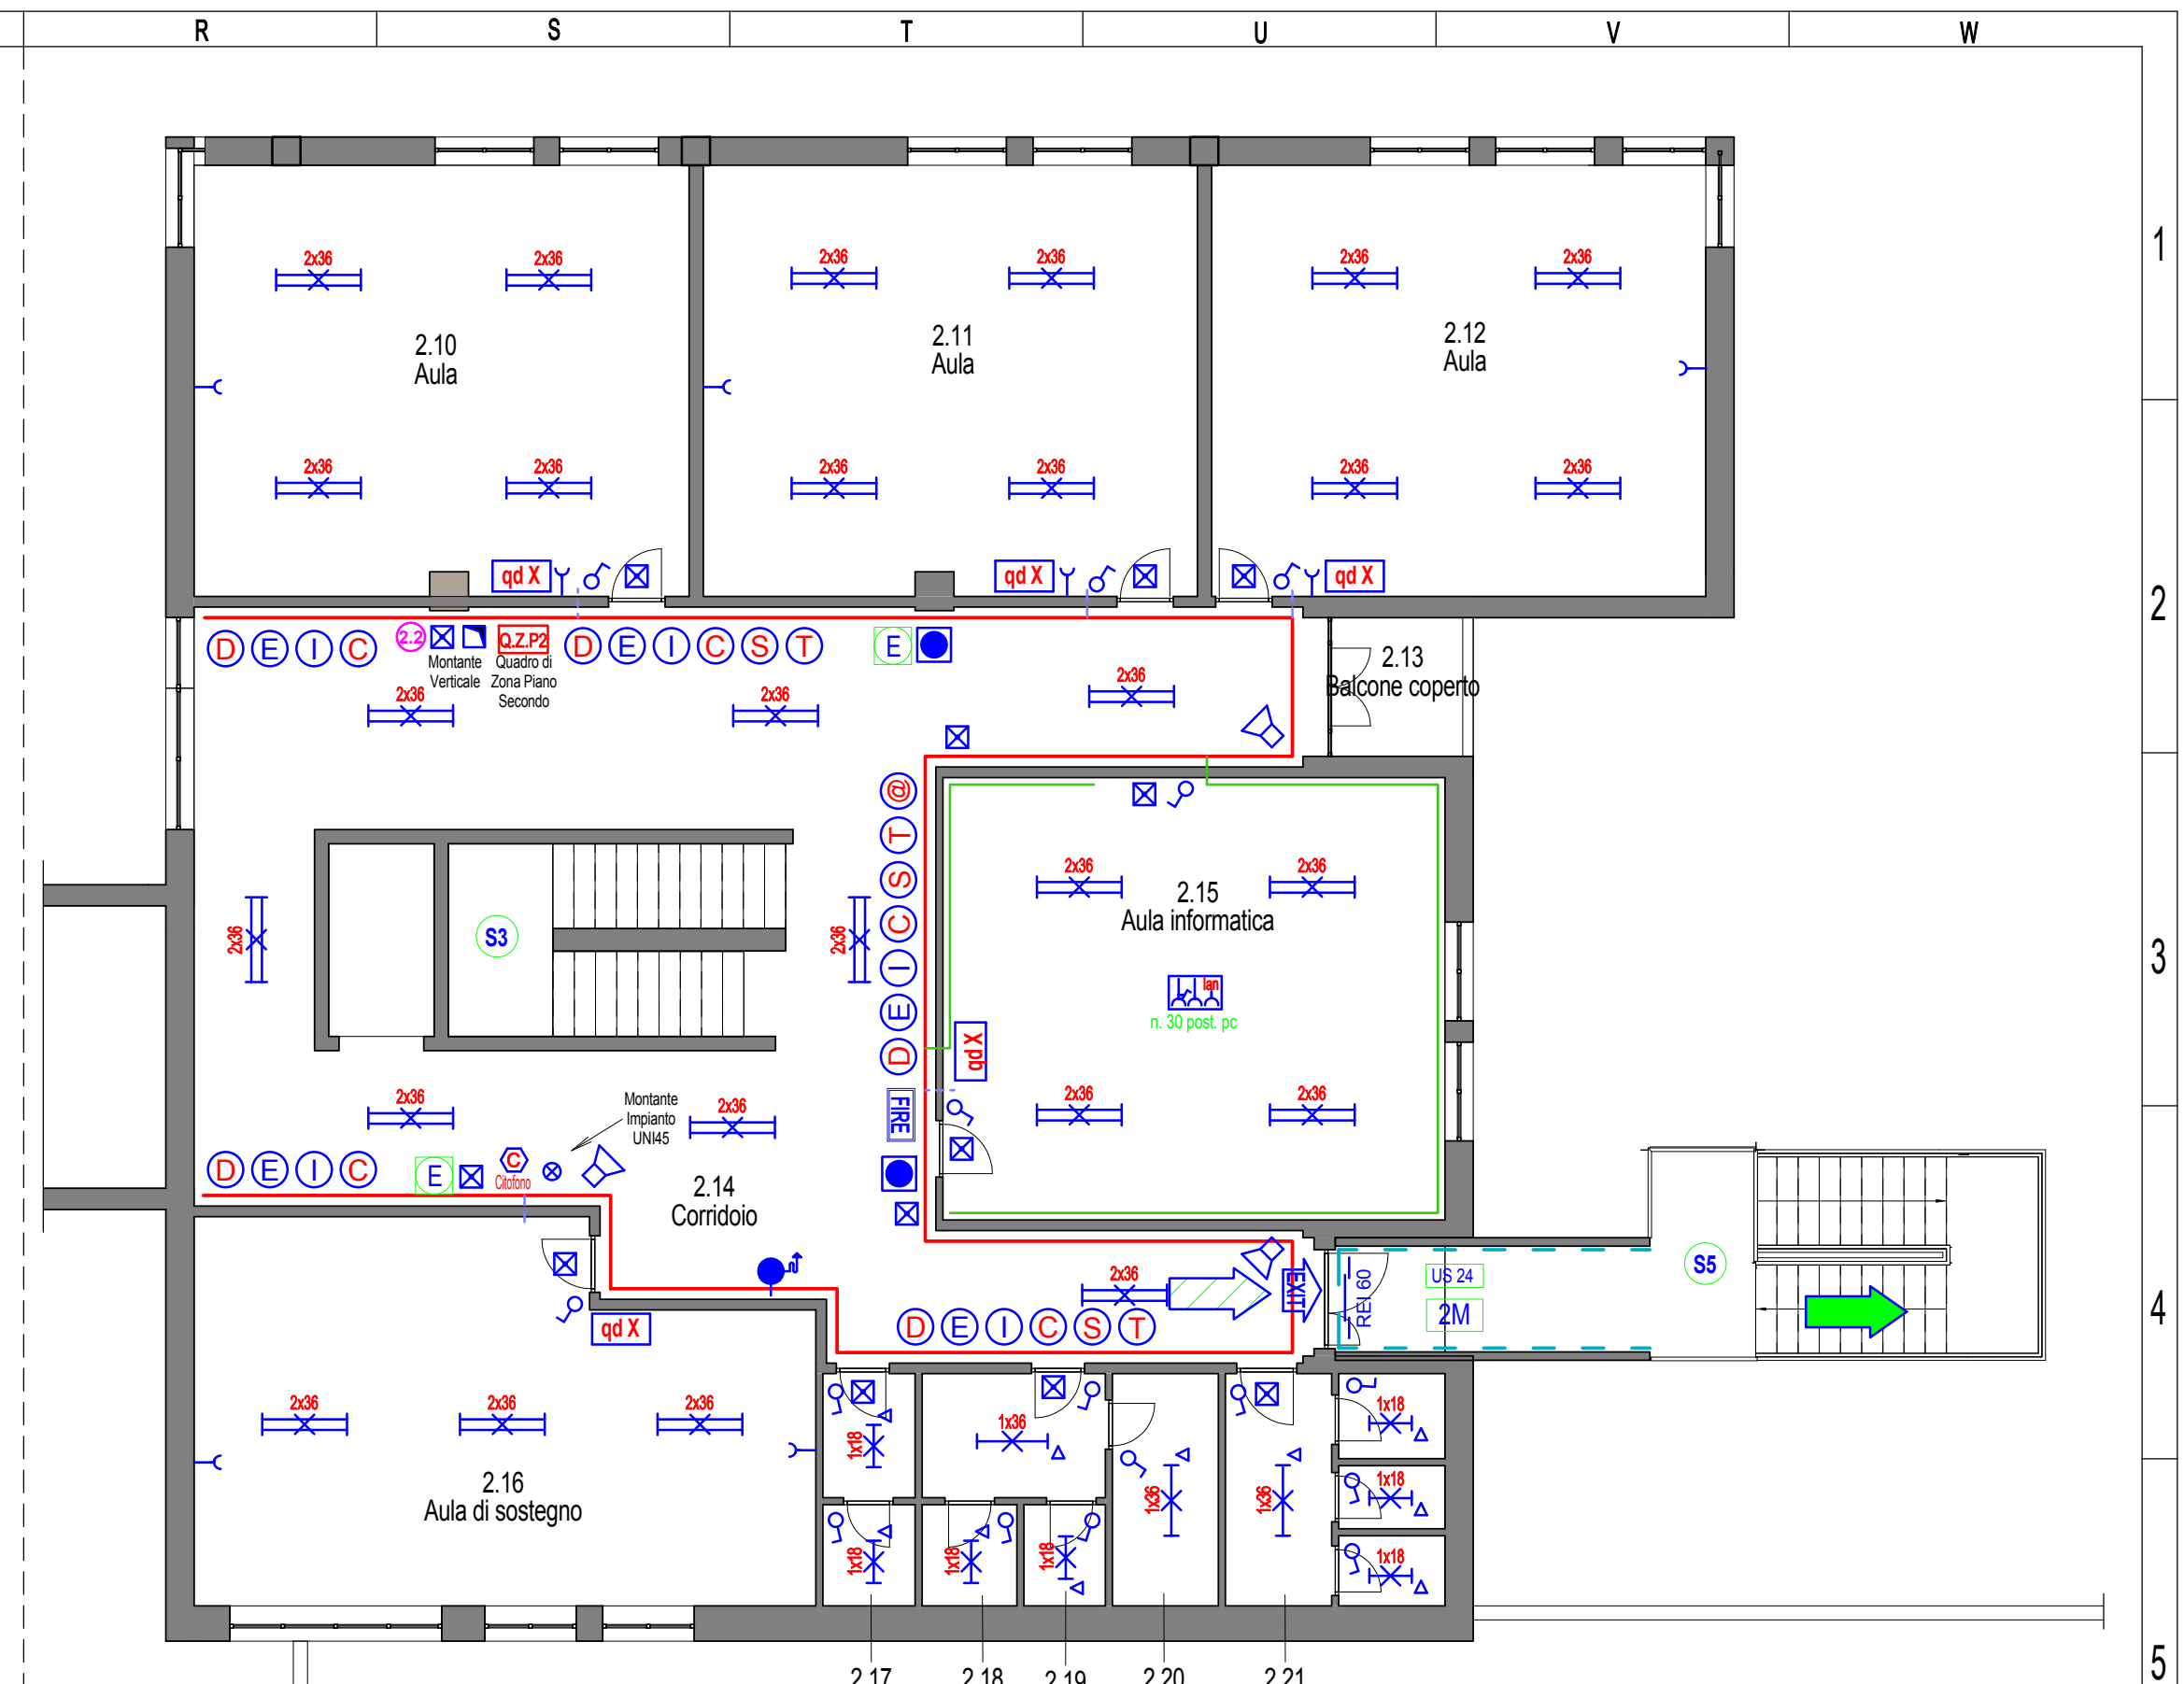 R S T U V W
1
2x36 2x36 2x36 2x36 2x36 2x36
2.10
Aula
2.11
Aula
2.12
Aula
2x36 2x36 2x36 2x36 2x36 2x36
qd X qd X qd X
2
D E I C
2.2
Q.Z.P2
D E I C S T
E
Montante
Verticale
Quadro di
Zona Piano
Secondo
2.13
Balcone coperto
2x36 2x36 2x36
@ T S C I E D
2x36 2x36
2.15
Aula informatica
S3
2x36 2x36
3
lan
n. 30 post. pc
qd X
Montante
Impianto
UNI45
2x36 2x36
2x36 2x36
FIRE
D E I C
E
C
Citofono
2.14
Corridoio
S5
2x36
EXIT
REI 60
US 24
2M
4
D E I C S T
qd X
2x36 2x36 2x36
1x18 1x36 1x18
2.16
Aula di sostegno
1x36 1x36 1x18
1x18 1x18 1x18 1x18
2.17 2.18 2.19 2.20 2.21
5